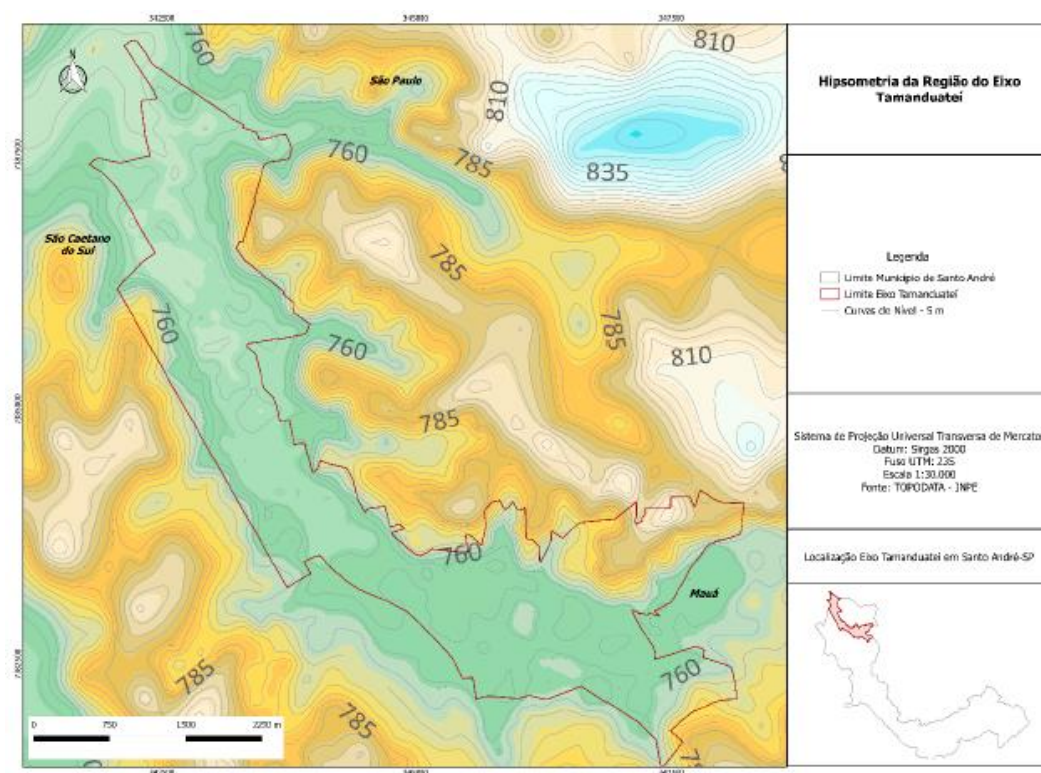 342500
345000
347500
Hipsometria da Região do Eixo
Tamanduateí
N
760
São Paulo
810
810
785
835
7387500
760
São Caetano
do Sul
785
760
760
785
810
785
7385000
760
Mauá
760
785
785
7382500
Legenda
Limite Município de Santo André
Limite Eixo Tamanduateí
Curvas de Nível - 5 m
Sistema de Projeção Universal Transversa de Mercator
Datum: Sirgas 2000
Fuso UTM: 23S
Escala 1:30.000
Fonte: TOPODATA - INPE
Localização Eixo Tamanduateí em Santo André-SP
0 750 1500 2250 m
345000